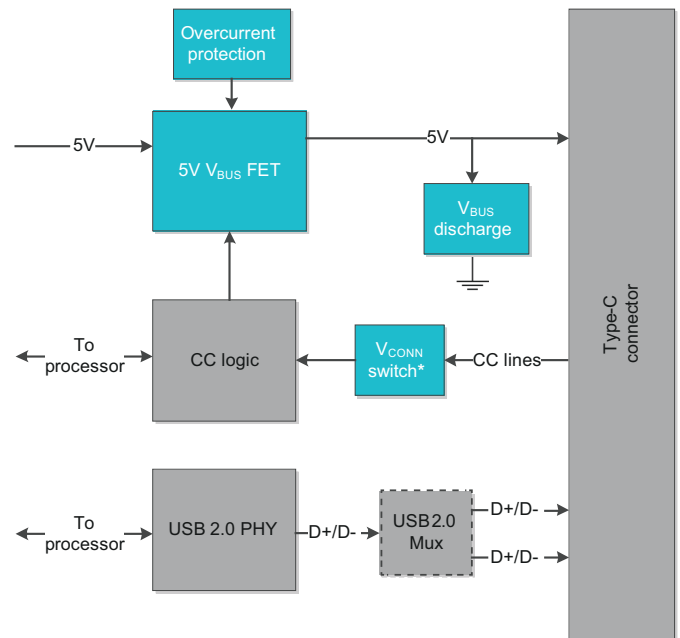 Overcurrent
protection
5V
5V VBUS FET
5V
VBUS
discharge
Type-C
connector
To
processor
CC logic
VCONN
switch*
CC lines
To
processor
USB 2.0 PHY
D+/D-
USB 2.0
Mux
D+/D-
D+/D-